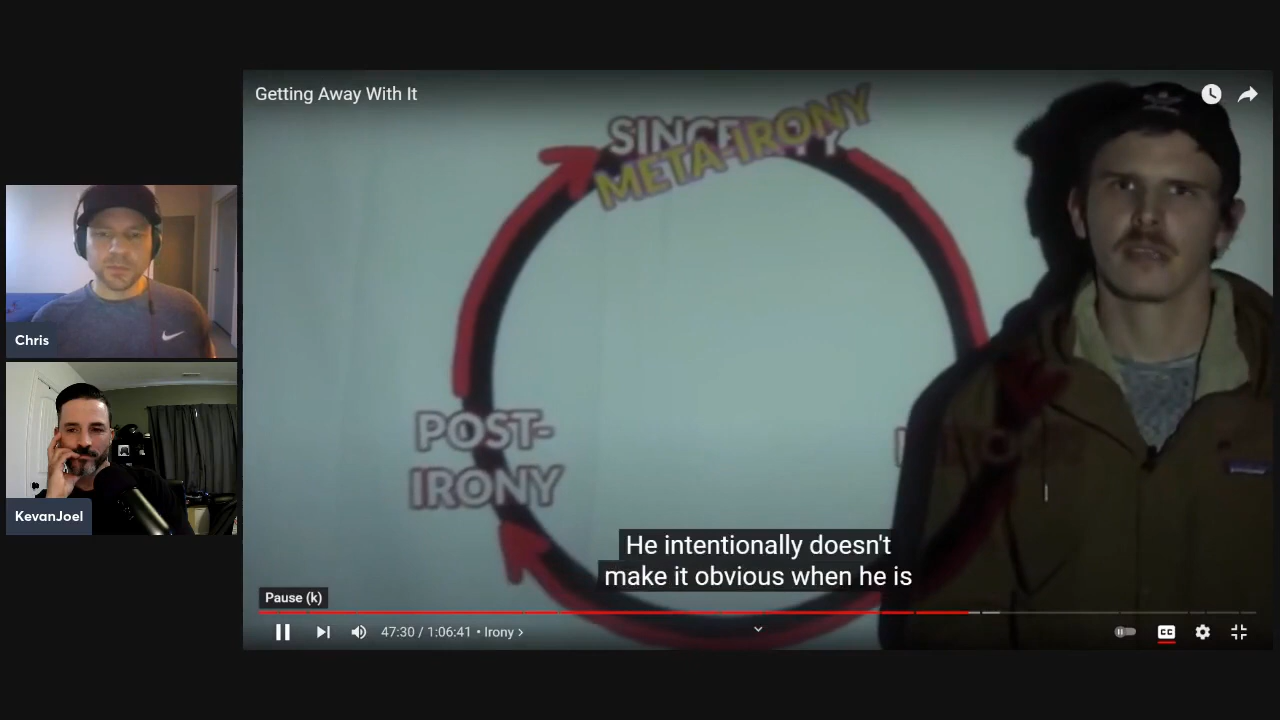 Getting Away With It
META-IRONY
POST-
IRONY
He intentionally doesn't
make it obvious when he is
Pause (k)
47:30 / 1:06:41 • Irony >
CC
Chris
KevanJoel